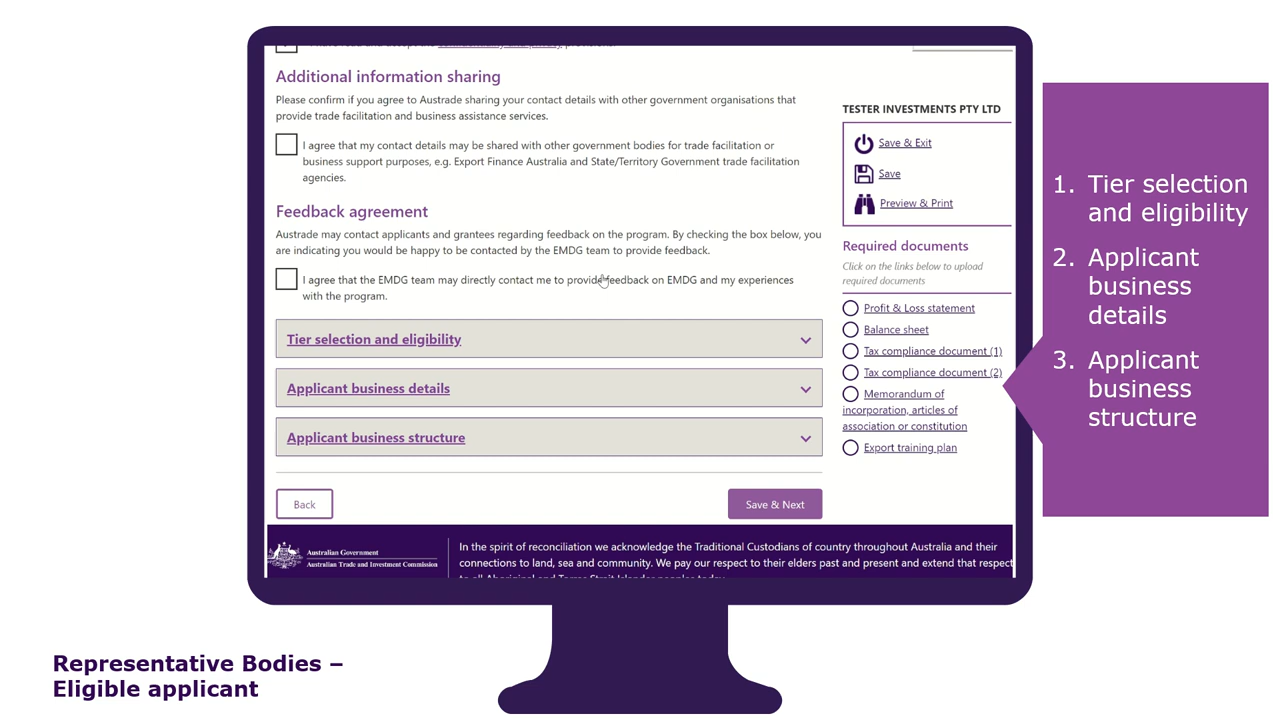 Additional information sharing
Please confirm if you agree to Austrade sharing your contact details with other government organisations that
provide trade facilitation and business assistance services.
I agree that my contact details may be shared with other government bodies for trade facilitation or
business support purposes, e.g. Export Finance Australia and State/Territory Government trade facilitation
agencies.
Feedback agreement
Austrade may contact applicants and grantees regarding feedback on the program. By checking the box below, you
are indicating you would be happy to be contacted by the EMDG team to provide feedback.
I agree that the EMDG team may directly contact me to provide feedback on EMDG and my experiences
with the program.
Tier selection and eligibility
Applicant business details
Applicant business structure
Back
Save & Next
TESTER INVESTMENTS PTY LTD
Save & Exit
Save
Preview & Print
Required documents
Click on the links below to upload
required documents
Profit & Loss statement
Balance sheet
Tax compliance document (1)
Tax compliance document (2)
Memorandum of
incorporation, articles of
association or constitution
Export training plan
Australian Government
Australian Trade and Investment Commission
In the spirit of reconciliation we acknowledge the Traditional Custodians of country throughout Australia and their
connections to land, sea and community. We pay our respect to their elders past and present and extend that respect
to all Aboriginal and Torres Strait Islander peoples today.
1. Tier selection
and eligibility
2. Applicant
business
details
3. Applicant
business
structure
Representative Bodies –
Eligible applicant